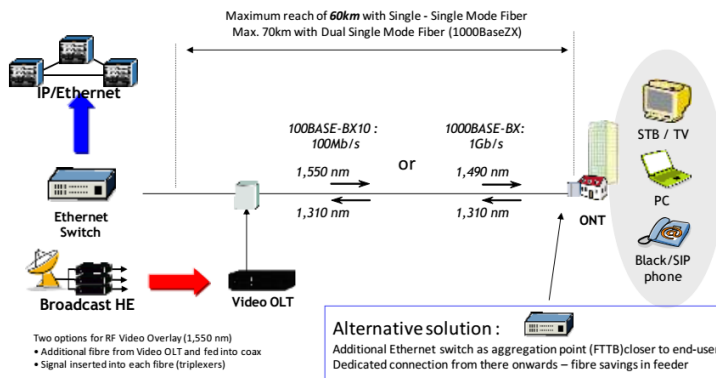 Maximum reach of 60km with Single - Single Mode Fiber
Max. 70km with Dual Single Mode Fiber (1000BaseZX)
IP/Ethernet
100BASE-BX10 :
100Mb/s
1000BASE-BX:
1Gb/s
1,550 nm
or
1,490 nm
1,310 nm
1,310 nm
STB / TV
PC
Black/SIP
phone
ONT
Ethernet
Switch
Broadcast HE
Video OLT
Two options for RF Video Overlay (1,550 nm)
• Additional fibre from Video OLT and fed into coax
• Signal inserted into each fibre (triplexers)
Alternative solution :
Additional Ethernet switch as aggregation point (FTTB)closer to end-user
Dedicated connection from there onwards – fibre savings in feeder